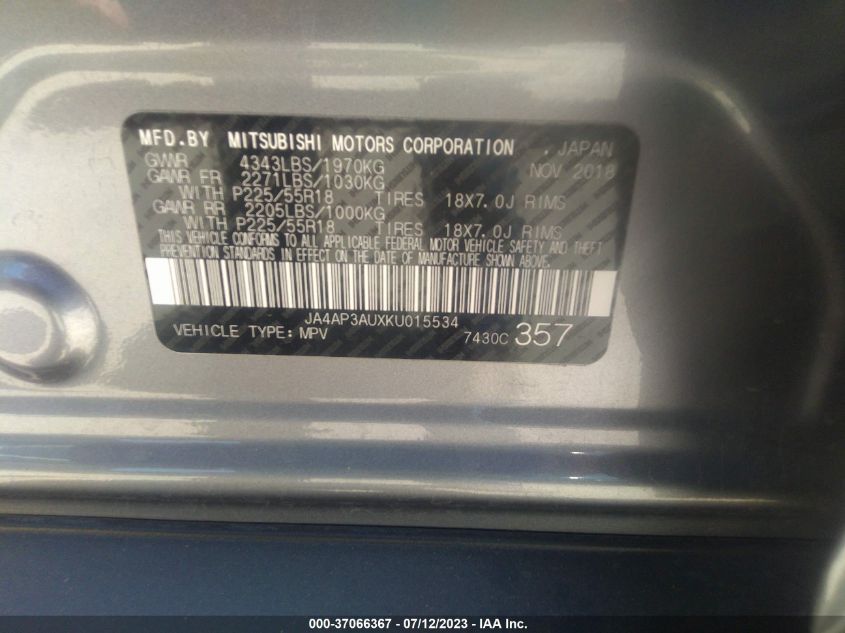 MFD.BY MITSUBISHI MOTORS CORPORATION . JAPAN
GVWR 4343LBS/1970KG NOV 2018
GAWR FR 2271LBS/1030KG
WITH P225/55R18 TIRES 18X7.0J RIMS
GAWR RR 2205LBS/1000KG
WITH P225/55R18 TIRES 18X7.0J RIMS
THIS VEHICLE CONFORMS TO ALL APPLICABLE FEDERAL MOTOR VEHICLE SAFETY AND THEFT
PREVENTION STANDARDS IN EFFECT ON THE DATE OF MANUFACTURE SHOWN ABOVE.
JA4AP3AUXKU015534
VEHICLE TYPE:MPV 7430C 357
000-37066367 - 07/12/2023 - IAA Inc.